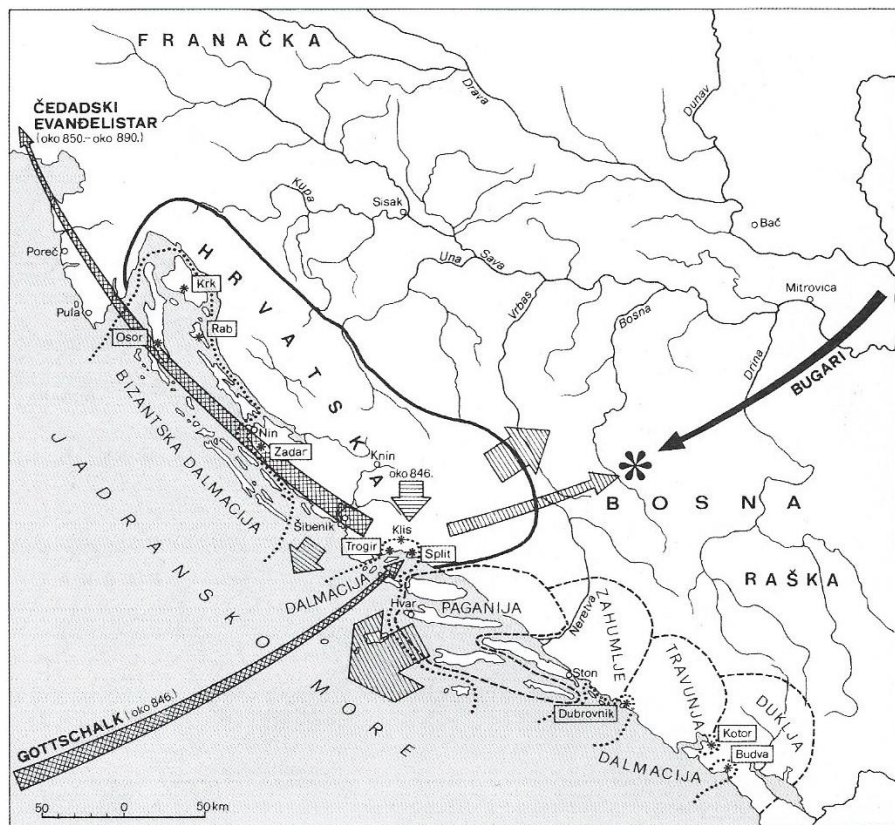 FRANAČKA
ČEDADSKI
EVANĐELISTAR
(oko 850.– oko 890.)
Drava
Dunav
Kupa
Sisak
Bač
Poreč
HRVATSKA
Una
Sava
Vrbas
Bosna
Mitrovica
Krk
Pula
Rab
Drina
BUGARI
Osor
BIZANTSKA DALMACIJA
Nin
Zadar
Knin
oko 846.
JADRANSKO MORE
BOSNA
Šibenik
Klis
Trogir
Split
RAŠKA
DALMACIJA
Hvar
PAGANIJA
Neretva
ZAHUMLJE
Ston
TRAVUNJA
DUKLJA
GOTTSCHALK (oko 846.)
Dubrovnik
Kotor
Budva
DALMACIJA
50 0 50 km